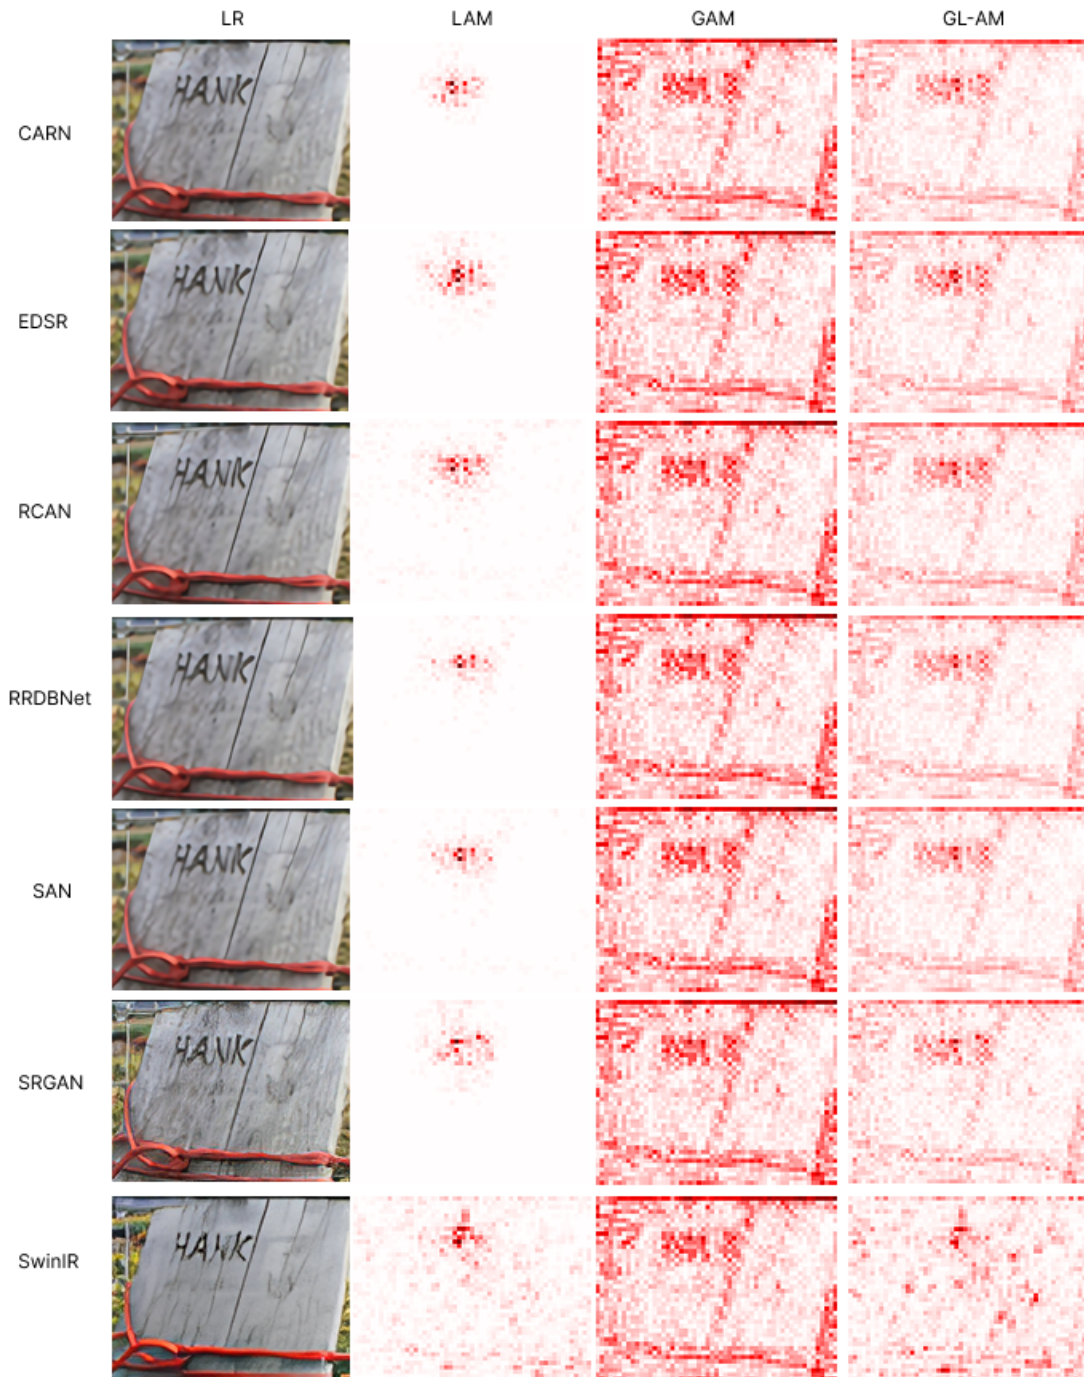 LR LAM GAM GL-AM
CARN HANK
EDSR HANK
RCAN HANK
RRDBNet HANK
SAN HANK
SRGAN HANK
SwinIR HANK